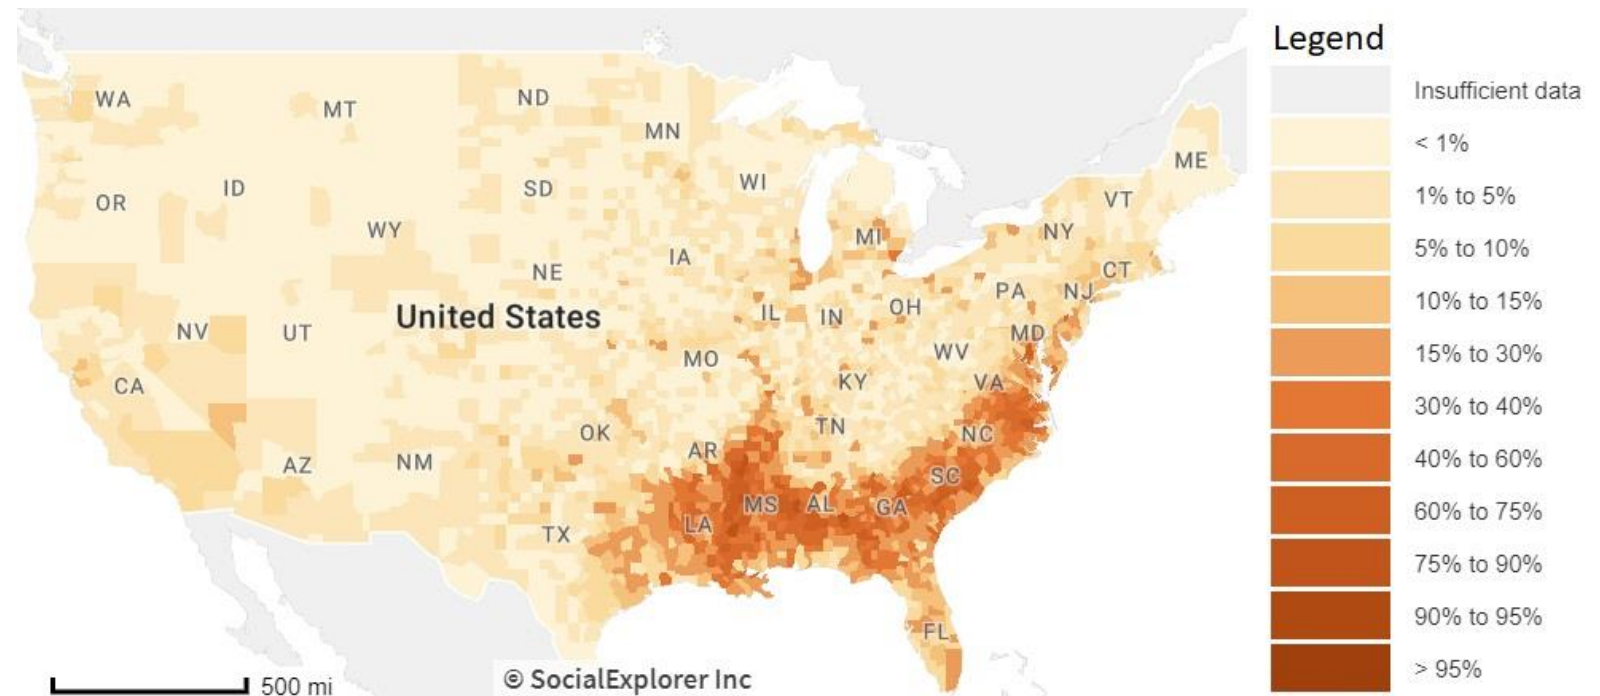 WA
MT
ND
MN
ME
OR
ID
SD
WI
VT
WY
MI
NY
NE
IA
CT
United States
IL
IN
OH
PA
NJ
NV
UT
MO
WV
MD
CA
KY
VA
OK
AR
TN
NC
AZ
NM
SC
TX
LA
MS
AL
GA
FL
500 mi
© SocialExplorer Inc
Legend
Insufficient data
< 1%
1% to 5%
5% to 10%
10% to 15%
15% to 30%
30% to 40%
40% to 60%
60% to 75%
75% to 90%
90% to 95%
> 95%